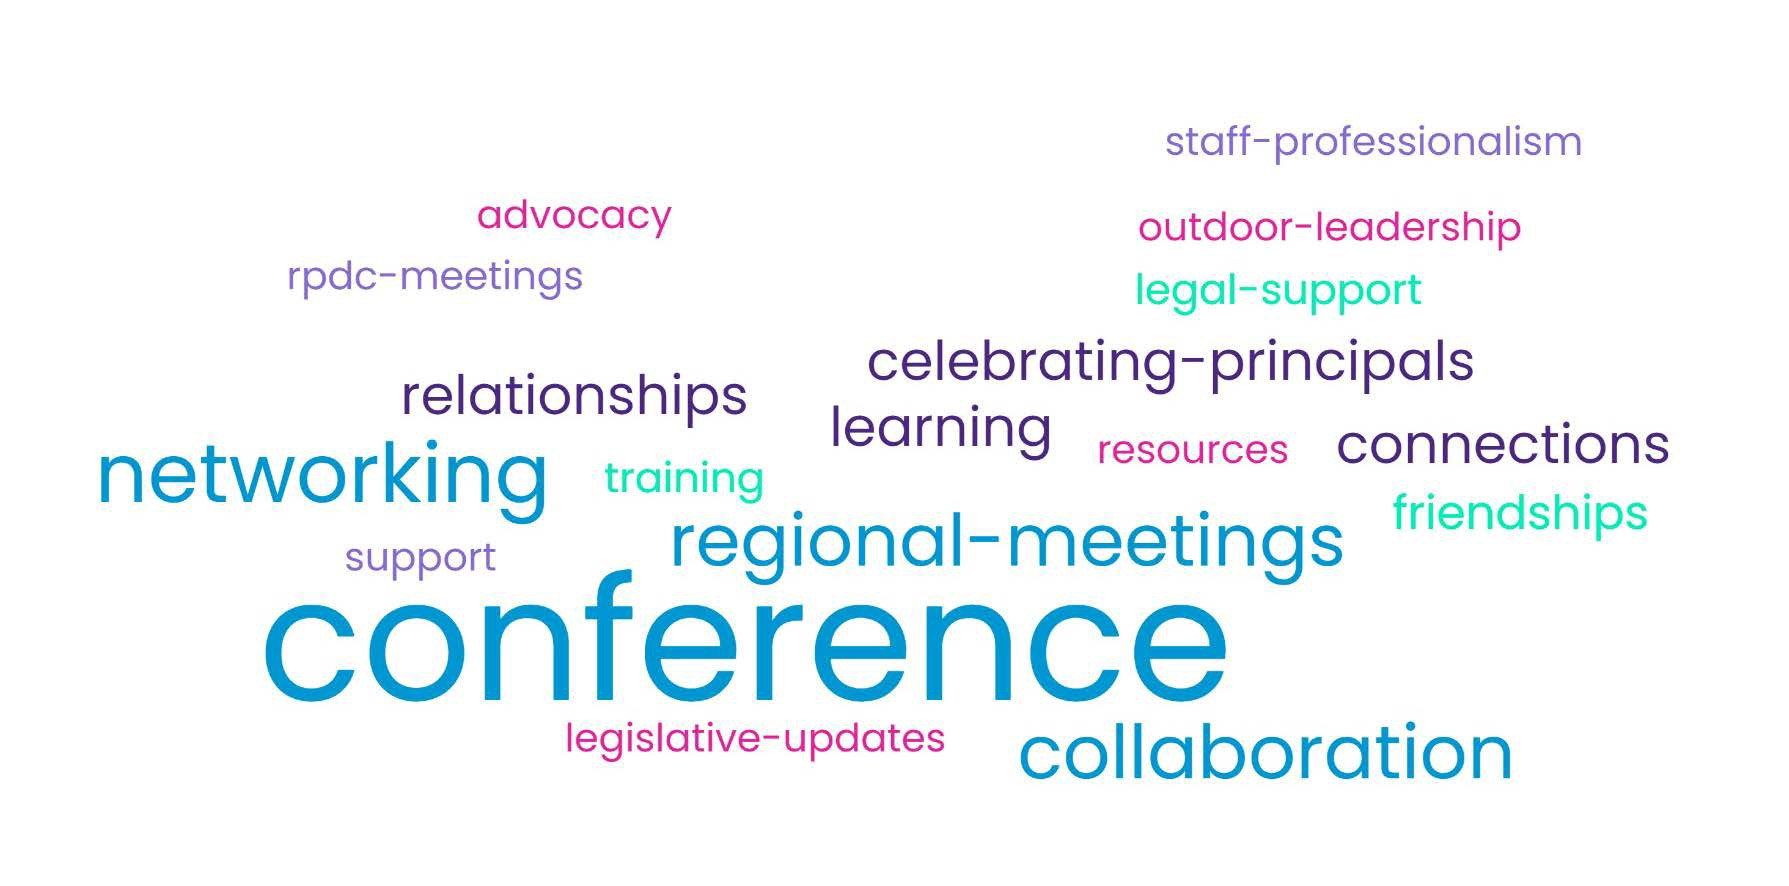 staff-professionalism
advocacy
outdoor-leadership
rpdc-meetings
legal-support
celebrating-principals
relationships
learning
resources
connections
networking
training
friendships
regional-meetings
support
conference
legislative-updates
collaboration